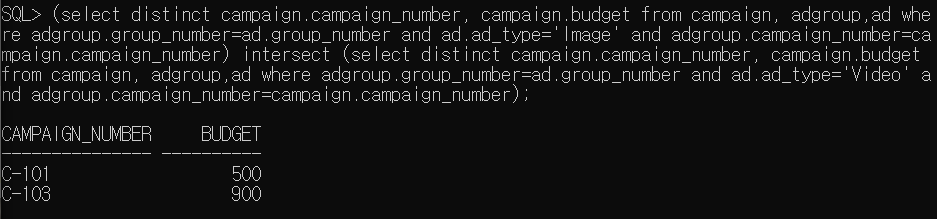 SQL> (select distinct campaign.campaign_number, campaign.budget from campaign, adgroup,ad whe
re adgroup.group_number=ad.group_number and ad.ad_type='Image' and adgroup.campaign_number=ca
mpaign.campaign_number) intersect (select distinct campaign.campaign_number, campaign.budget
from campaign, adgroup,ad where adgroup.group_number=ad.group_number and ad.ad_type='Video' a
nd adgroup.campaign_number=campaign.campaign_number);
CAMPAIGN_NUMBER     BUDGET
--------------- ----------
C-101                  500
C-103                  900